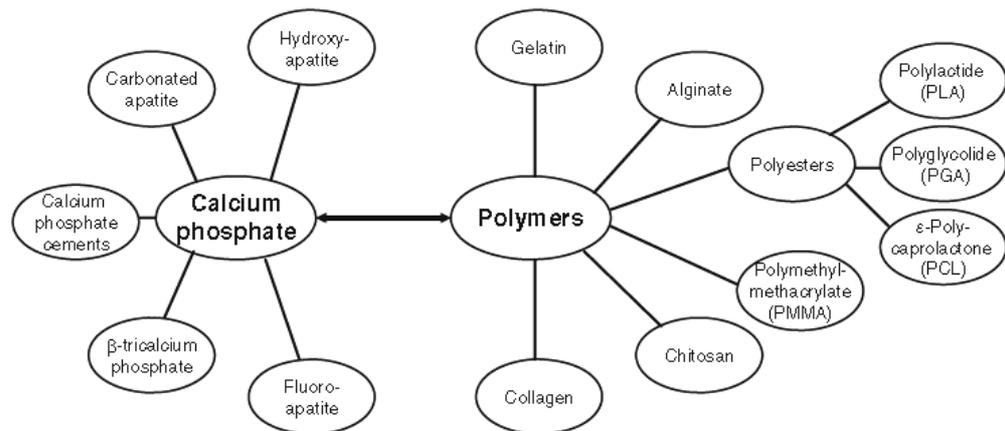 Hydroxy-
apatite
Carbonated
apatite
Calcium
phosphate
cements
Calcium
phosphate
β-tricalcium
phosphate
Fluoro-
apatite
Gelatin
Alginate
Polymers
Polyesters
Polylactide
(PLA)
Polyglycolide
(PGA)
ε-Poly-
caprolactone
(PCL)
Polymethyl-
methacrylate
(PMMA)
Chitosan
Collagen